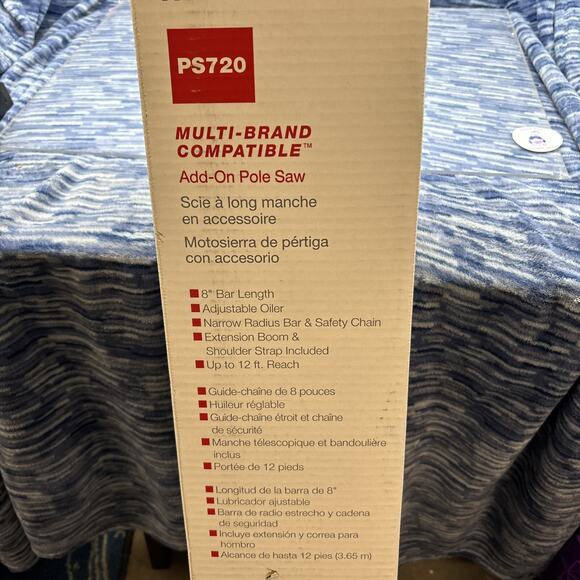 PS720
MULTI-BRAND
COMPATIBLE™
Add-On Pole Saw
Scie à long manche
en accessoire
Motosierra de pértiga
con accesorio
■ 8" Bar Length
■ Adjustable Oiler
■ Narrow Radius Bar & Safety Chain
■ Extension Boom &
Shoulder Strap Included
■ Up to 12 ft. Reach
■ Guide-chaîne de 8 pouces
■ Huileur réglable
■ Guide-chaîne étroit et chaîne
de sécurité
■ Manche télescopique et bandoulière
inclus
■ Portée de 12 pieds
■ Longitud de la barra de 8"
■ Lubricador ajustable
■ Barra de radio estrecho y cadena
de seguridad
■ Incluye extensión y correa para
hombro
■ Alcance de hasta 12 pies (3.65 m)